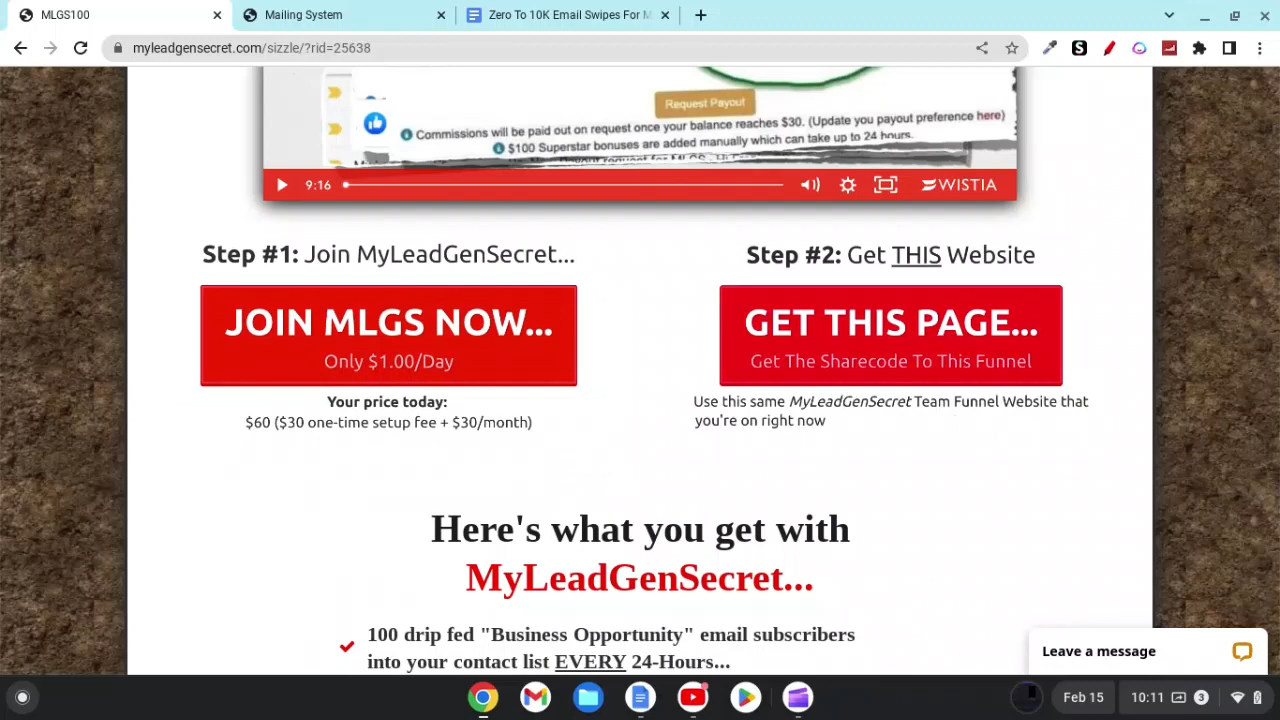 MLGS100
Mailing System
Zero To 10K Email Swipes For M
myleadgensecret.com/sizzle/?rid=25638
Request Payout
Commissions will be paid out on request once your balance reaches $30. (Update you payout preference here)
$100 Superstar bonuses are added manually which can take up to 24 hours.
9:16
WISTIA
Step #1: Join MyLeadGenSecret...
Step #2: Get THIS Website
JOIN MLGS NOW...
Only $1.00/Day
GET THIS PAGE...
Get The Sharecode To This Funnel
Your price today:
$60 ($30 one-time setup fee + $30/month)
Use this same MyLeadGenSecret Team Funnel Website that
you're on right now
Here's what you get with
MyLeadGenSecret...
100 drip fed "Business Opportunity" email subscribers
into your contact list EVERY 24-Hours...
Leave a message
Feb 15
10:11
3